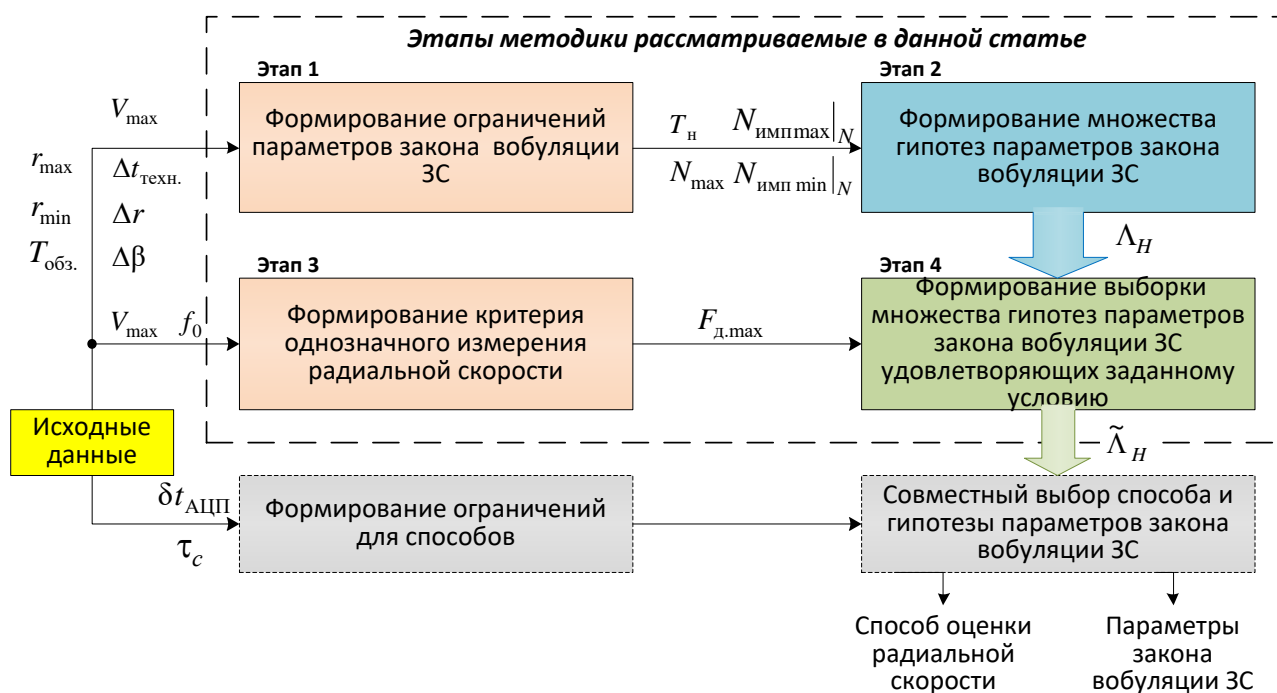 Этапы методики рассматриваемые в данной статье
Этап 1
Формирование ограничений
параметров закона вобуляции
ЗС
V_max
r_max
Δt_техн.
r_min
Δr
T_обз.
Δβ
T_н N_имп max|_N
N_max N_имп min|_N
Этап 2
Формирование множества
гипотез параметров закона
вобуляции ЗС
Λ_H
Этап 3
Формирование критерия
однозначного измерения
радиальной скорости
V_max f_0
F_д.max
Этап 4
Формирование выборки
множества гипотез параметров
закона вобуляции ЗС
удовлетворяющих заданному
условию
Λ̃_H
Исходные
данные
δt_АЦП
τ_c
Формирование ограничений
для способов
Совместный выбор способа и
гипотезы параметров закона
вобуляции ЗС
Способ оценки
радиальной
скорости
Параметры
закона
вобуляции ЗС